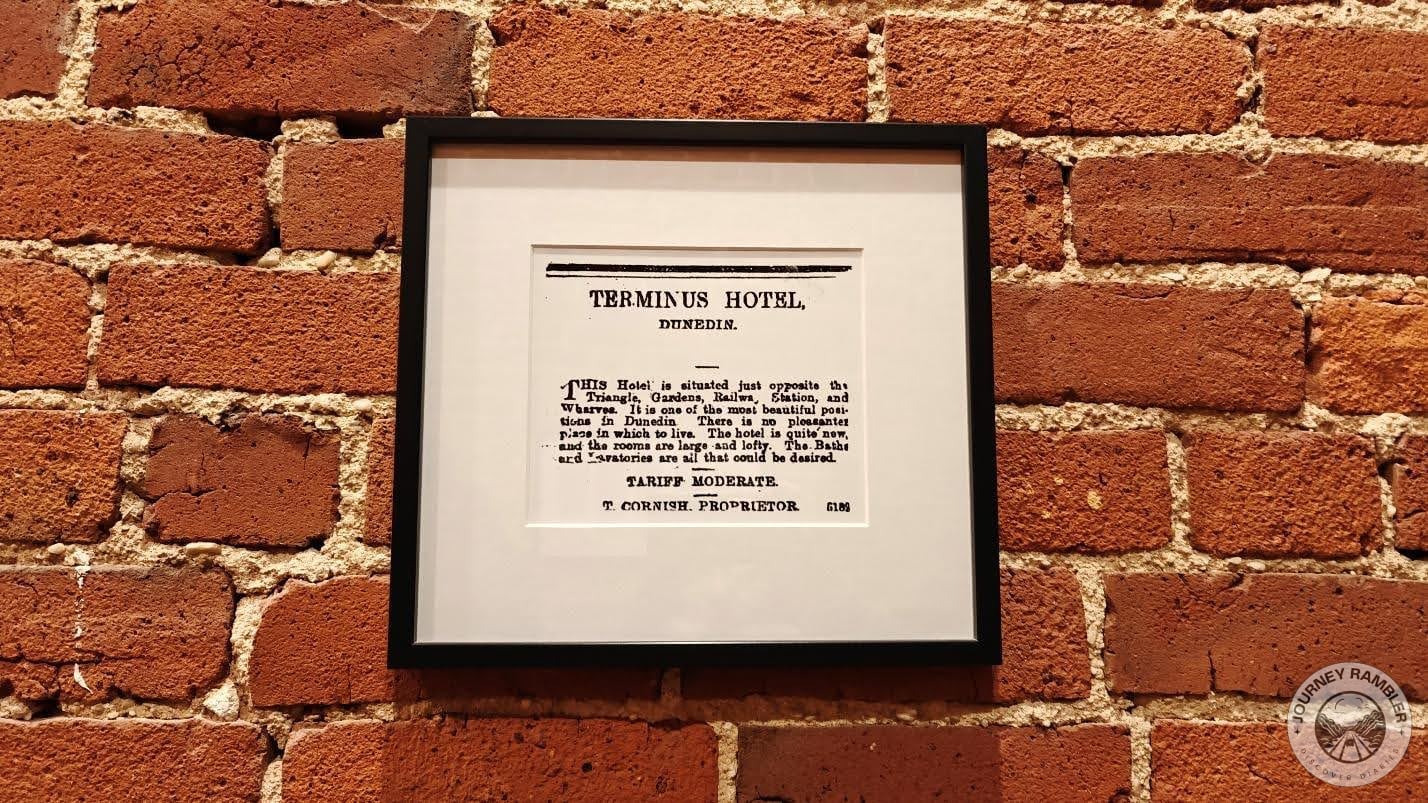 TERMINUS HOTEL,
DUNEDIN.
THIS Hotel is situated just opposite the
Triangle, Gardens, Railwa, Station, and
Wharves. It is one of the most beautiful posi-
tions in Dunedin There is no pleasanter
place in which to live. The hotel is quite new,
and the rooms are large and lofty. The Baths
and Lavatories are all that could be desired.
TARIFF MODERATE.
T. CORNISH. PROPRIETOR. 6189
JOURNEY RAMBLER
DISCOVER DIARIES